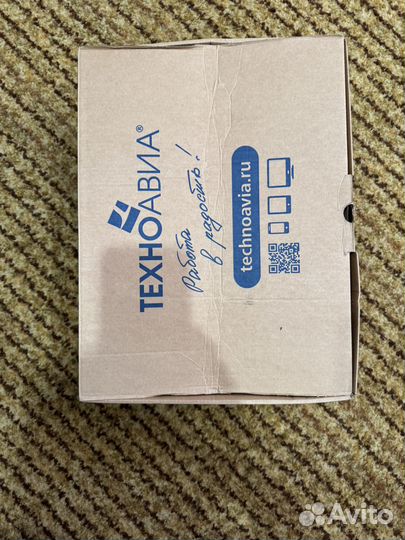 ТЕХНОАВИА®
Работа
в радость!
technoavia.ru
Avito